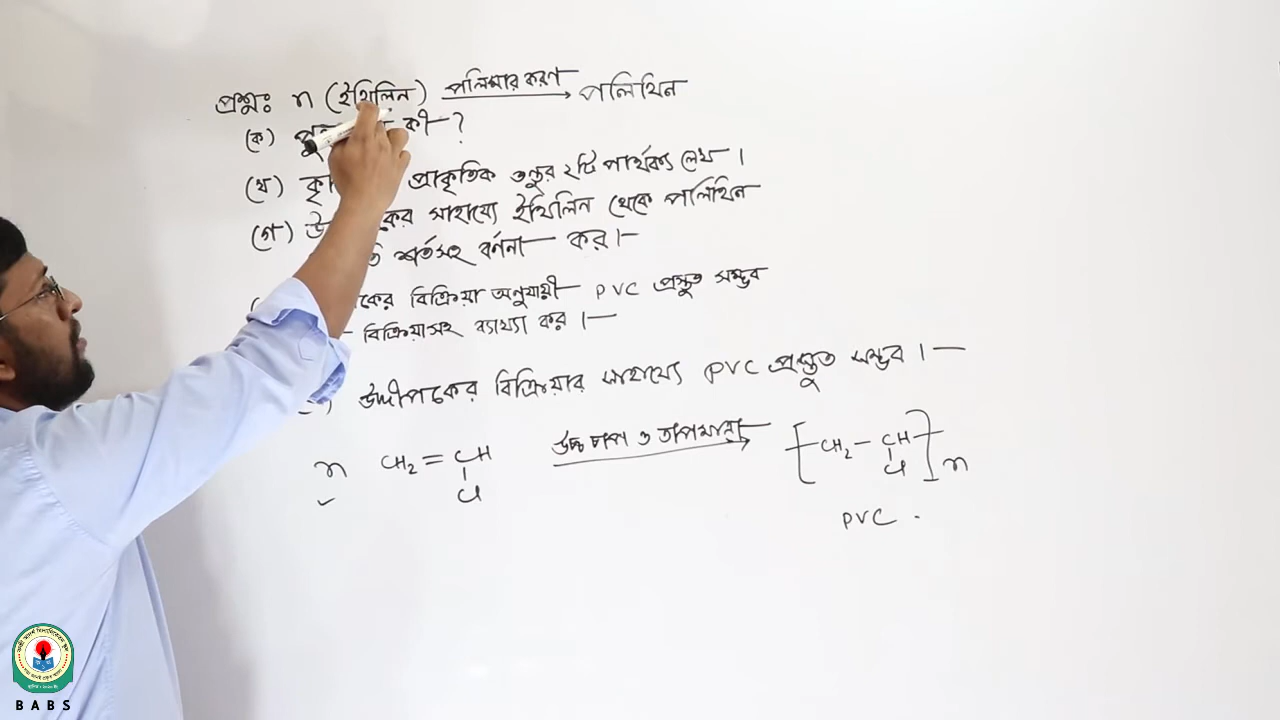 প্রশ্নঃ n (ইথিলিন) পলিমার করণ → পলিথিন
(ক) কী ?
(খ) প্রাকৃতিক তন্তুর ২টি পার্থক্য লেখ ।
(গ) সাহায্যে ইথিলিন থেকে পলিথিন
শর্তসহ বর্ণনা কর ।
বিক্রিয়া অনুযায়ী PVC প্রস্তুত সম্ভব
বিক্রিয়াসহ ব্যাখ্যা কর ।
উদ্দীপকের বিক্রিয়ার সাহায্যে PVC প্রস্তুত সম্ভব ।
n CH₂ = CH উচ্চ চাপ ও তাপমাত্রা → [ CH₂ - CH ] n
Cl Cl
PVC .
BABS